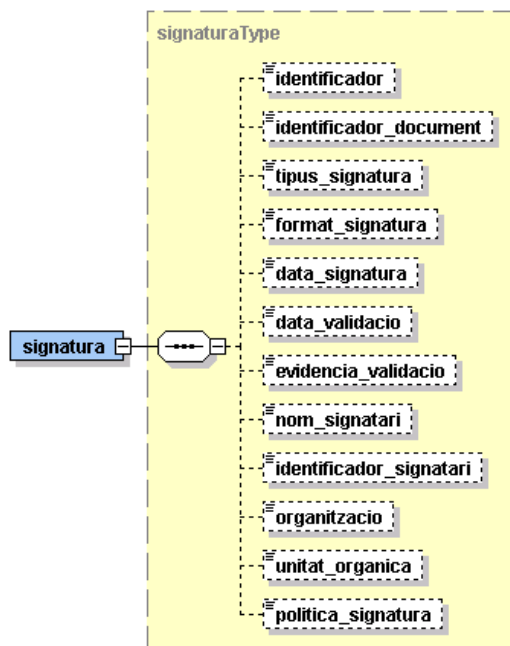 signaturaType
identificador
identificador_document
tipus_signatura
format_signatura
data_signatura
data_validacio
signatura
evidencia_validacio
nom_signatari
identificador_signatari
organitzacio
unitat_organica
politica_signatura